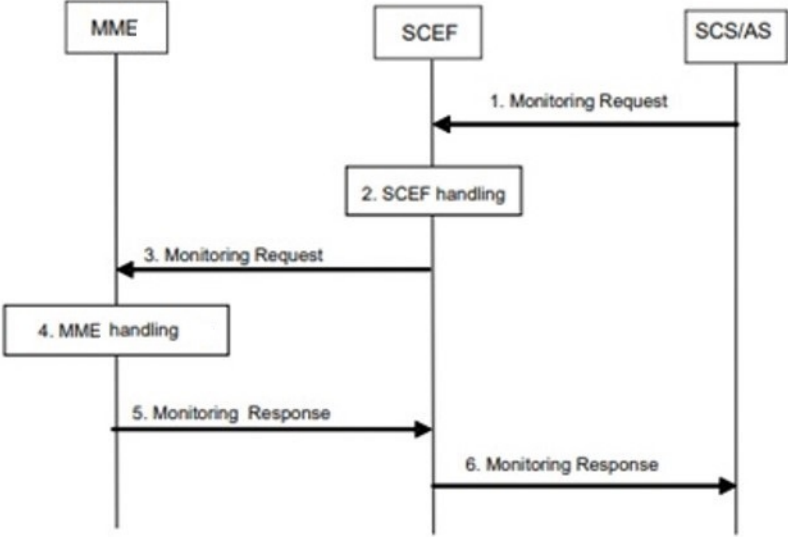 MME
SCEF
SCS/AS
1. Monitoring Request
2. SCEF handling
3. Monitoring Request
4. MME handling
5. Monitoring Response
6. Monitoring Response